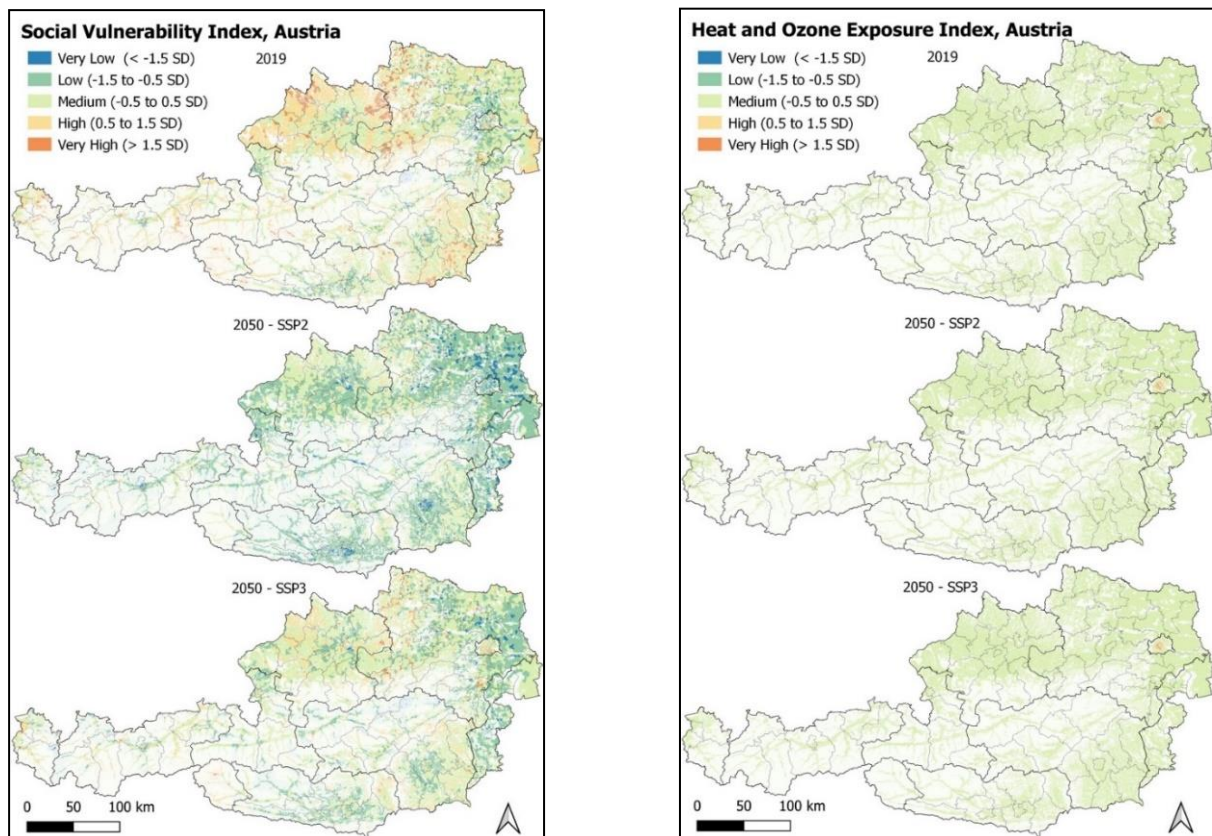 Social Vulnerability Index, Austria
Very Low (< -1.5 SD)
2019
Low (-1.5 to -0.5 SD)
Medium (-0.5 to 0.5 SD)
High (0.5 to 1.5 SD)
Very High (> 1.5 SD)
2050 - SSP2
2050 - SSP3
0 50 100 km
Heat and Ozone Exposure Index, Austria
Very Low (< -1.5 SD)
2019
Low (-1.5 to -0.5 SD)
Medium (-0.5 to 0.5 SD)
High (0.5 to 1.5 SD)
Very High (> 1.5 SD)
2050 - SSP2
2050 - SSP3
0 50 100 km